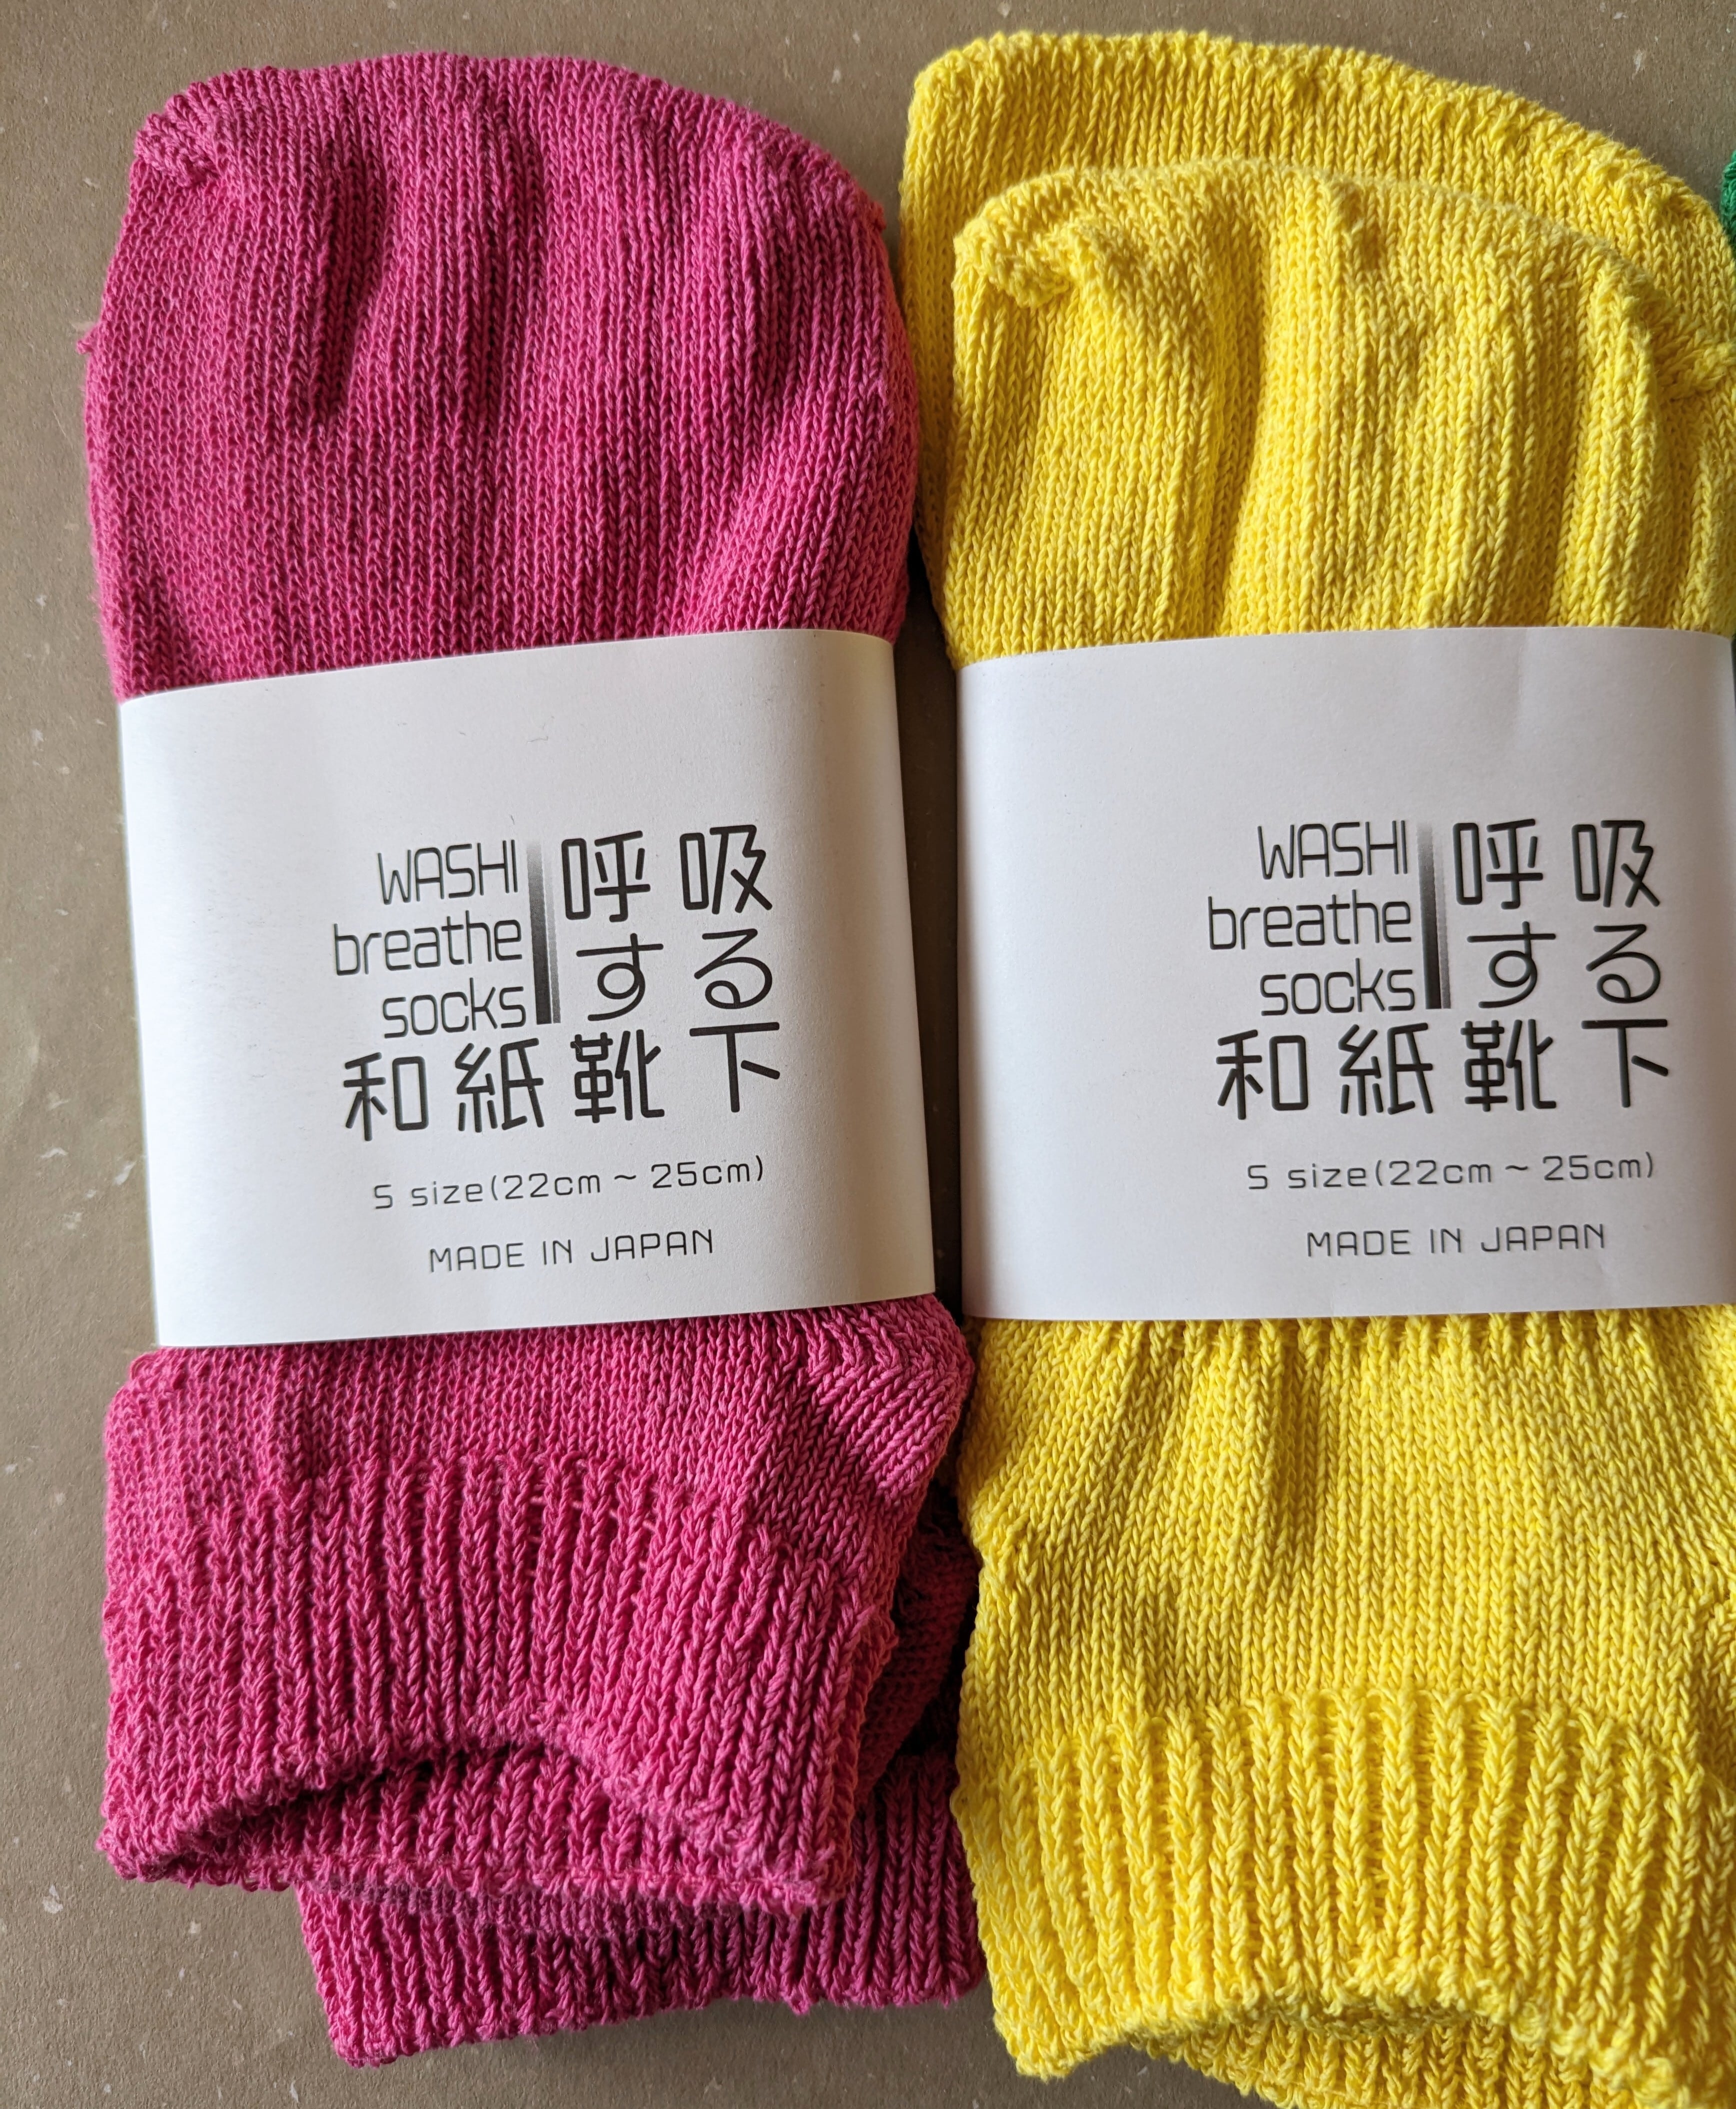 WASHI
breathe
socks
呼吸
する
和紙靴下
S size(22cm ~ 25cm)
MADE IN JAPAN
WASHI
breathe
socks
呼吸
する
和紙靴下
S size(22cm ~ 25cm)
MADE IN JAPAN